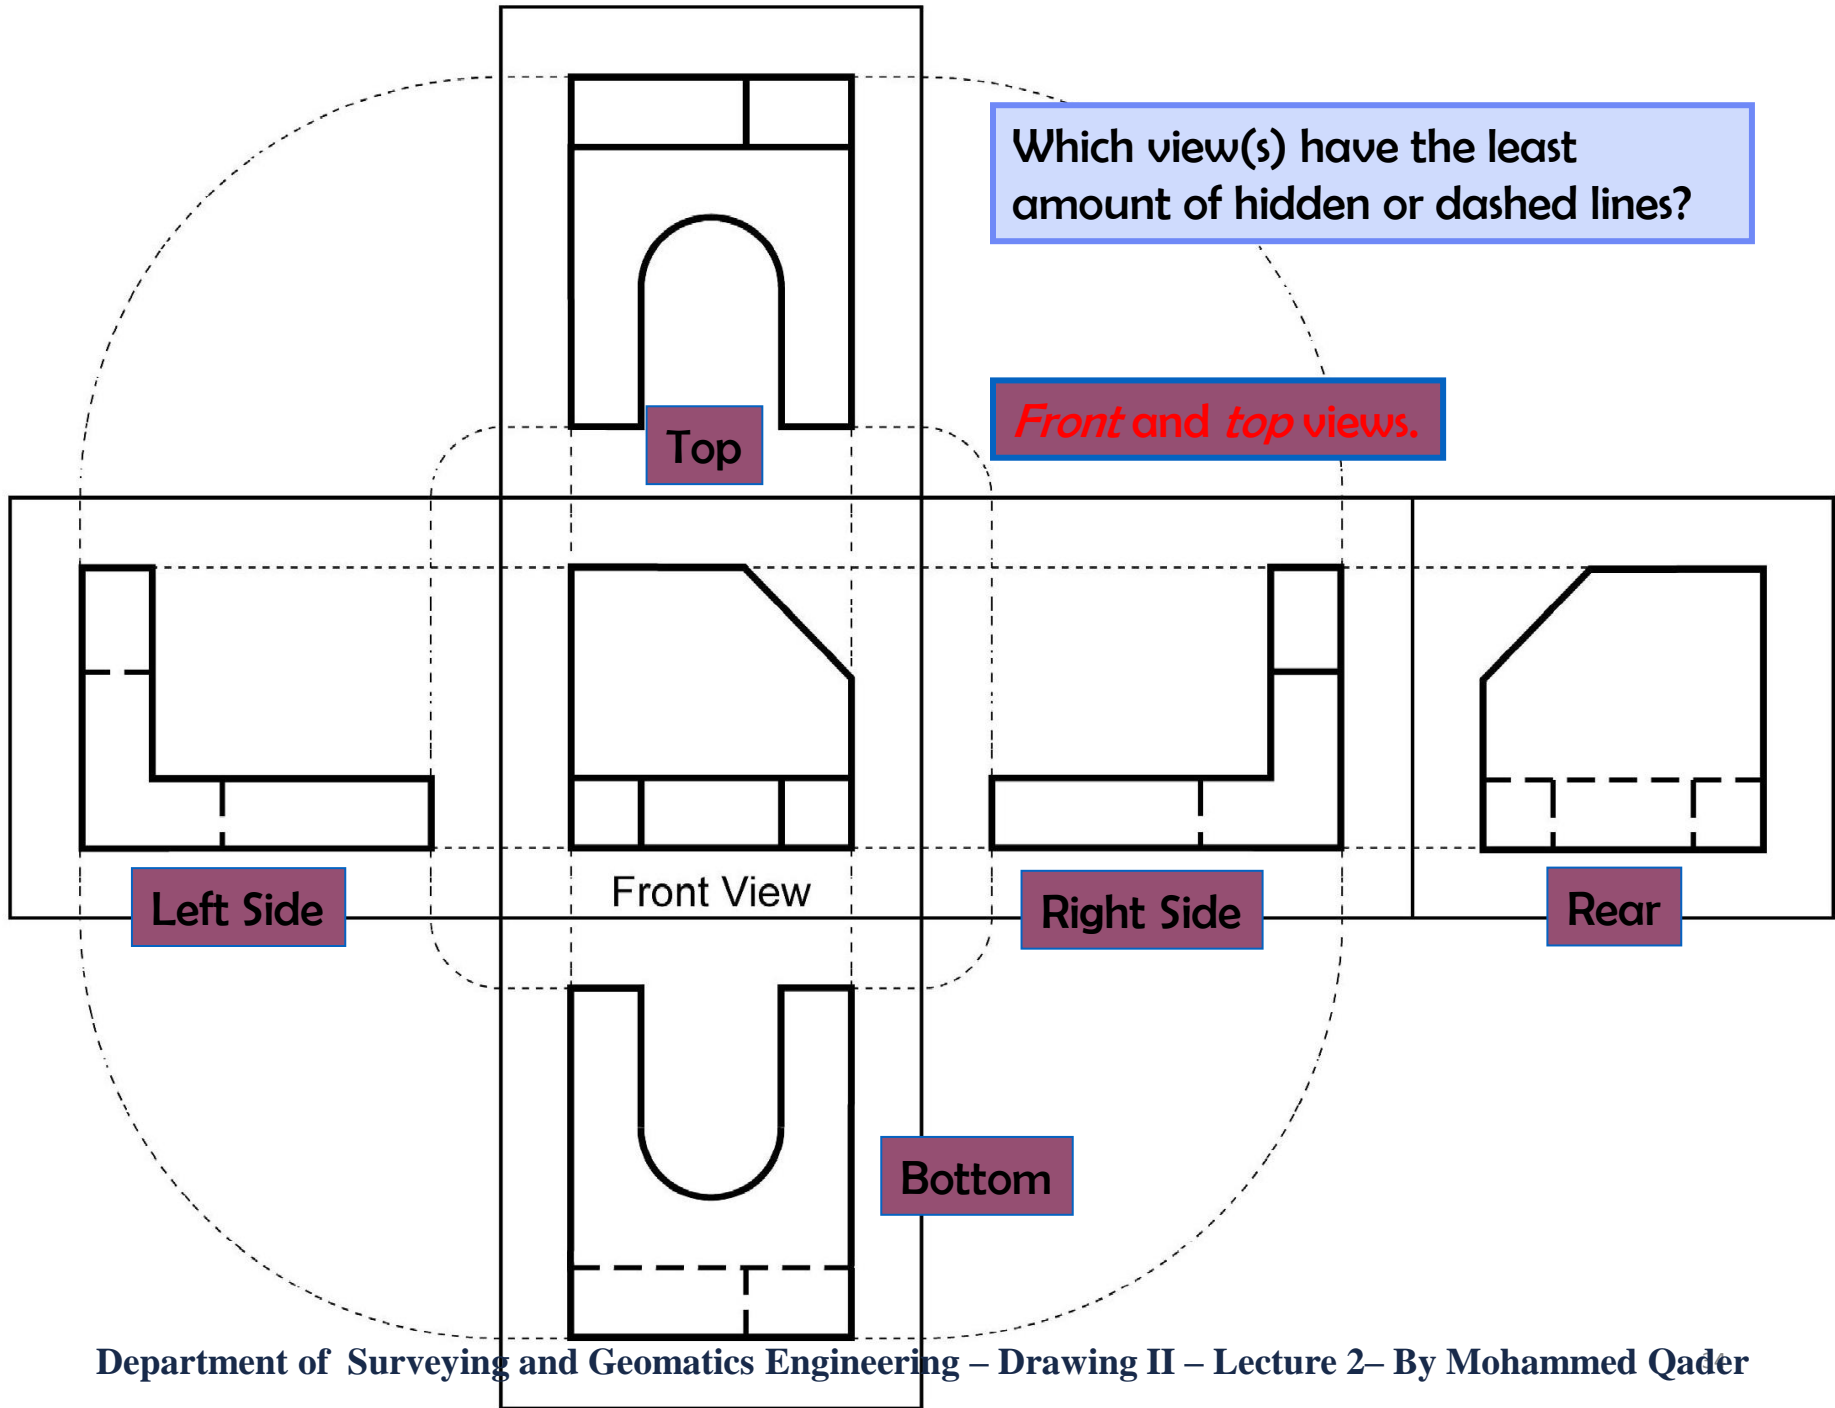 Which view(s) have the least
amount of hidden or dashed lines?
Front and top views.
Top
Front View
Left Side
Right Side
Rear
Bottom
Department of Surveying and Geomatics Engineering – Drawing II – Lecture 2– By Mohammed Qader